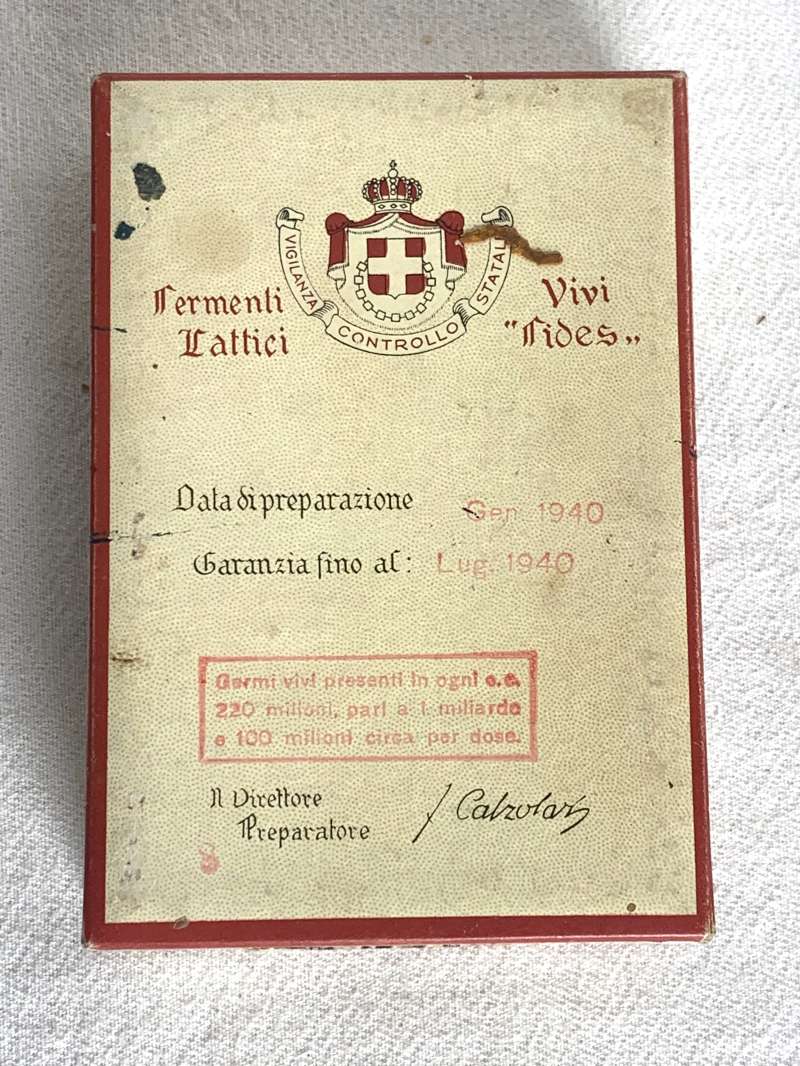 VIGILANZA CONTROLLO STATALE
Fermenti Vivi
Lattici "Fides„
Data di preparazione Gen. 1940
Garanzia fino al: Lug. 1940
Germi vivi presenti in ogni c.c.
220 milioni, pari a 1 miliardo
e 100 milioni circa per dose.
Il Direttore
Preparatore
J Calzolari